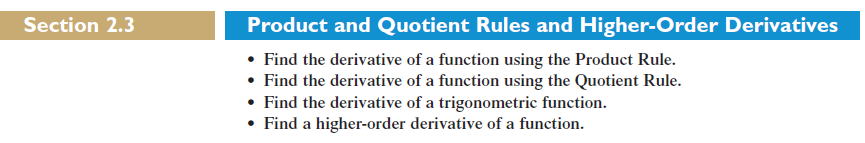 Section 2.3 Product and Quotient Rules and Higher-Order Derivatives
• Find the derivative of a function using the Product Rule.
• Find the derivative of a function using the Quotient Rule.
• Find the derivative of a trigonometric function.
• Find a higher-order derivative of a function.